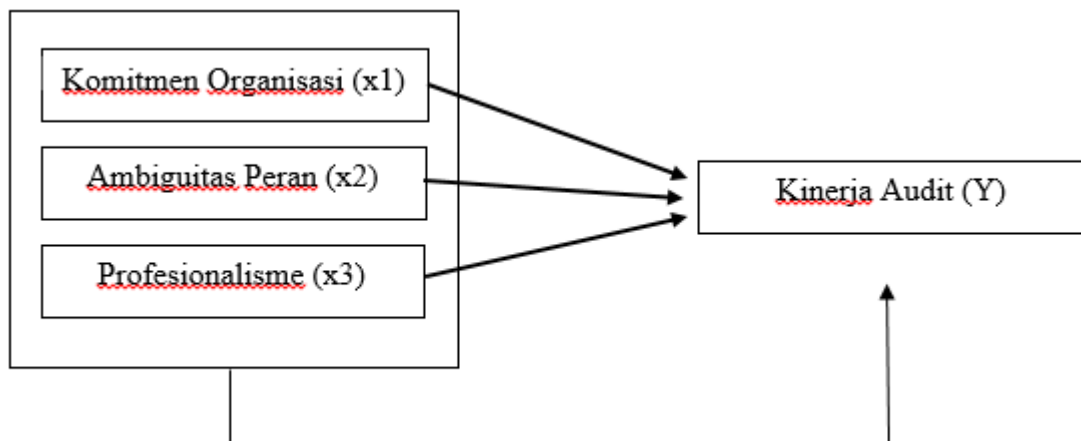 Komitmen Organisasi (x1)
Ambiguitas Peran (x2)
Kinerja Audit (Y)
Profesionalisme (x3)